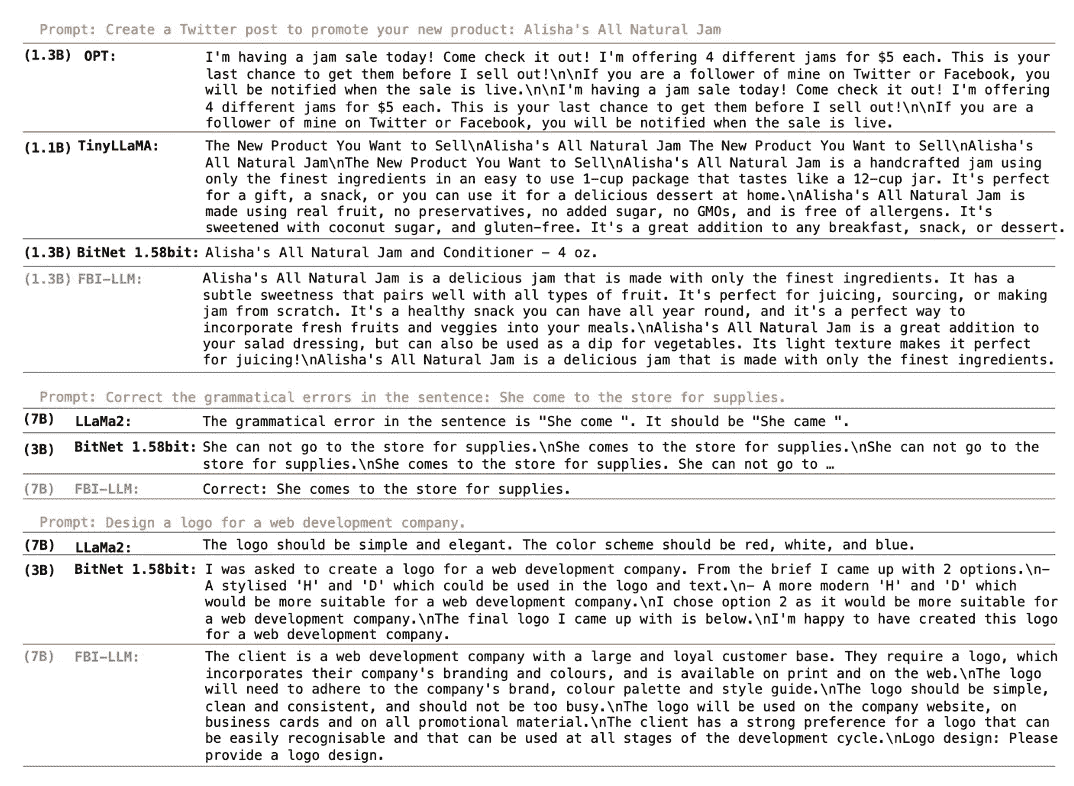 Prompt: Create a Twitter post to promote your new product: Alisha's All Natural Jam
(1.3B) OPT: I'm having a jam sale today! Come check it out! I'm offering 4 different jams for $5 each. This is your
last chance to get them before I sell out!\n\nIf you are a follower of mine on Twitter or Facebook, you
will be notified when the sale is live.\n\nI'm having a jam sale today! Come check it out! I'm offering
4 different jams for $5 each. This is your last chance to get them before I sell out!\n\nIf you are a
follower of mine on Twitter or Facebook, you will be notified when the sale is live.
(1.1B) TinyLLaMA: The New Product You Want to Sell\nAlisha's All Natural Jam The New Product You Want to Sell\nAlisha's
All Natural Jam\nThe New Product You Want to Sell\nAlisha's All Natural Jam is a handcrafted jam using
only the finest ingredients in an easy to use 1-cup package that tastes like a 12-cup jar. It's perfect
for a gift, a snack, or you can use it for a delicious dessert at home.\nAlisha's All Natural Jam is
made using real fruit, no preservatives, no added sugar, no GMOs, and is free of allergens. It's
sweetened with coconut sugar, and gluten-free. It's a great addition to any breakfast, snack, or dessert.
(1.3B) BitNet 1.58bit: Alisha's All Natural Jam and Conditioner - 4 oz.
(1.3B) FBI-LLM: Alisha's All Natural Jam is a delicious jam that is made with only the finest ingredients. It has a
subtle sweetness that pairs well with all types of fruit. It's perfect for juicing, sourcing, or making
jam from scratch. It's a healthy snack you can have all year round, and it's a perfect way to
incorporate fresh fruits and veggies into your meals.\nAlisha's All Natural Jam is a great addition to
your salad dressing, but can also be used as a dip for vegetables. Its light texture makes it perfect
for juicing!\nAlisha's All Natural Jam is a delicious jam that is made with only the finest ingredients.
Prompt: Correct the grammatical errors in the sentence: She come to the store for supplies.
(7B) LLaMa2: The grammatical error in the sentence is "She come ". It should be "She came ".
(3B) BitNet 1.58bit: She can not go to the store for supplies.\nShe comes to the store for supplies.\nShe can not go to the
store for supplies.\nShe comes to the store for supplies. She can not go to …
(7B) FBI-LLM: Correct: She comes to the store for supplies.
Prompt: Design a logo for a web development company.
(7B) LLaMa2: The logo should be simple and elegant. The color scheme should be red, white, and blue.
(3B) BitNet 1.58bit: I was asked to create a logo for a web development company. From the brief I came up with 2 options.\n-
A stylised 'H' and 'D' which could be used in the logo and text.\n- A more modern 'H' and 'D' which
would be more suitable for a web development company.\nI chose option 2 as it would be more suitable for
a web development company.\nThe final logo I came up with is below.\nI'm happy to have created this logo
for a web development company.
(7B) FBI-LLM: The client is a web development company with a large and loyal customer base. They require a logo, which
incorporates their company's branding and colours, and is available on print and on the web.\nThe logo
will need to adhere to the company's brand, colour palette and style guide.\nThe logo should be simple,
clean and consistent, and should not be too busy.\nThe logo will be used on the company website, on
business cards and on all promotional material.\nThe client has a strong preference for a logo that can
be easily recognisable and that can be used at all stages of the development cycle.\nLogo design: Please
provide a logo design.